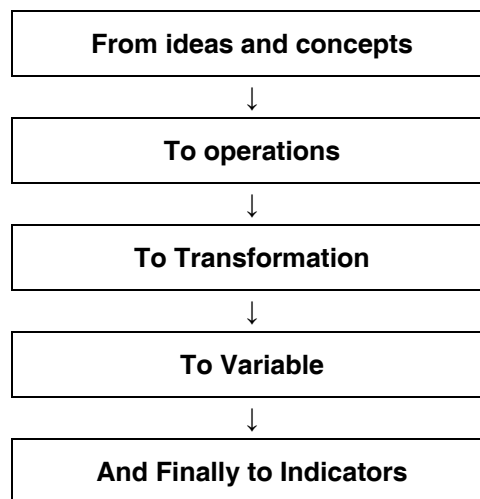 From ideas and concepts
↓
To operations
↓
To Transformation
↓
To Variable
↓
And Finally to Indicators